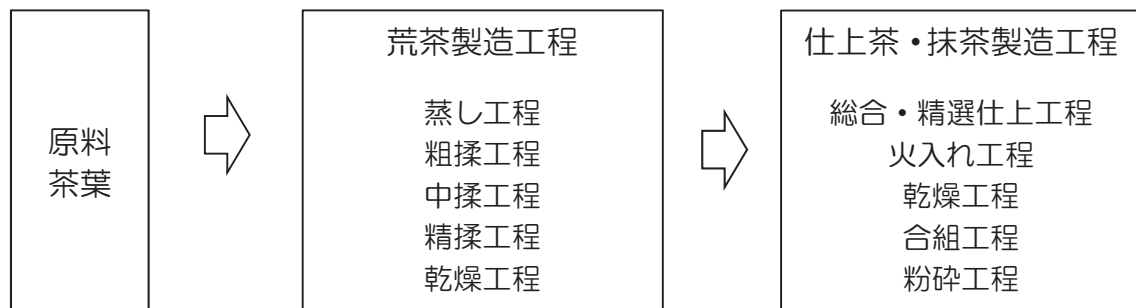 原料
茶葉
荒茶製造工程
蒸し工程
粗揉工程
中揉工程
精揉工程
乾燥工程
仕上茶・抹茶製造工程
総合・精選仕上工程
火入れ工程
乾燥工程
合組工程
粉砕工程